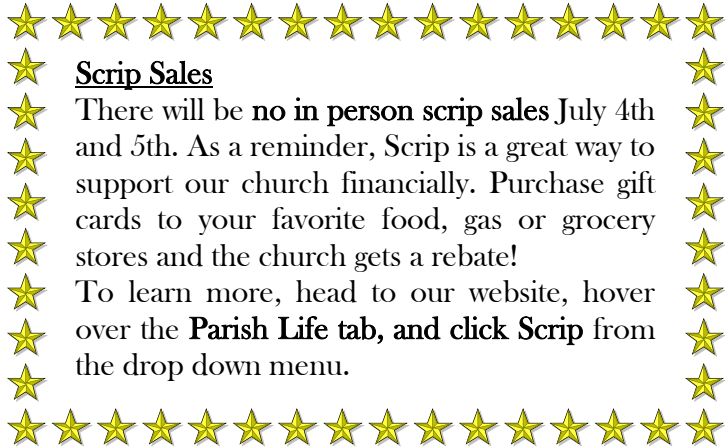 Scrip Sales
There will be no in person scrip sales July 4th
and 5th. As a reminder, Scrip is a great way to
support our church financially. Purchase gift
cards to your favorite food, gas or grocery
stores and the church gets a rebate!
To learn more, head to our website, hover
over the Parish Life tab, and click Scrip from
the drop down menu.